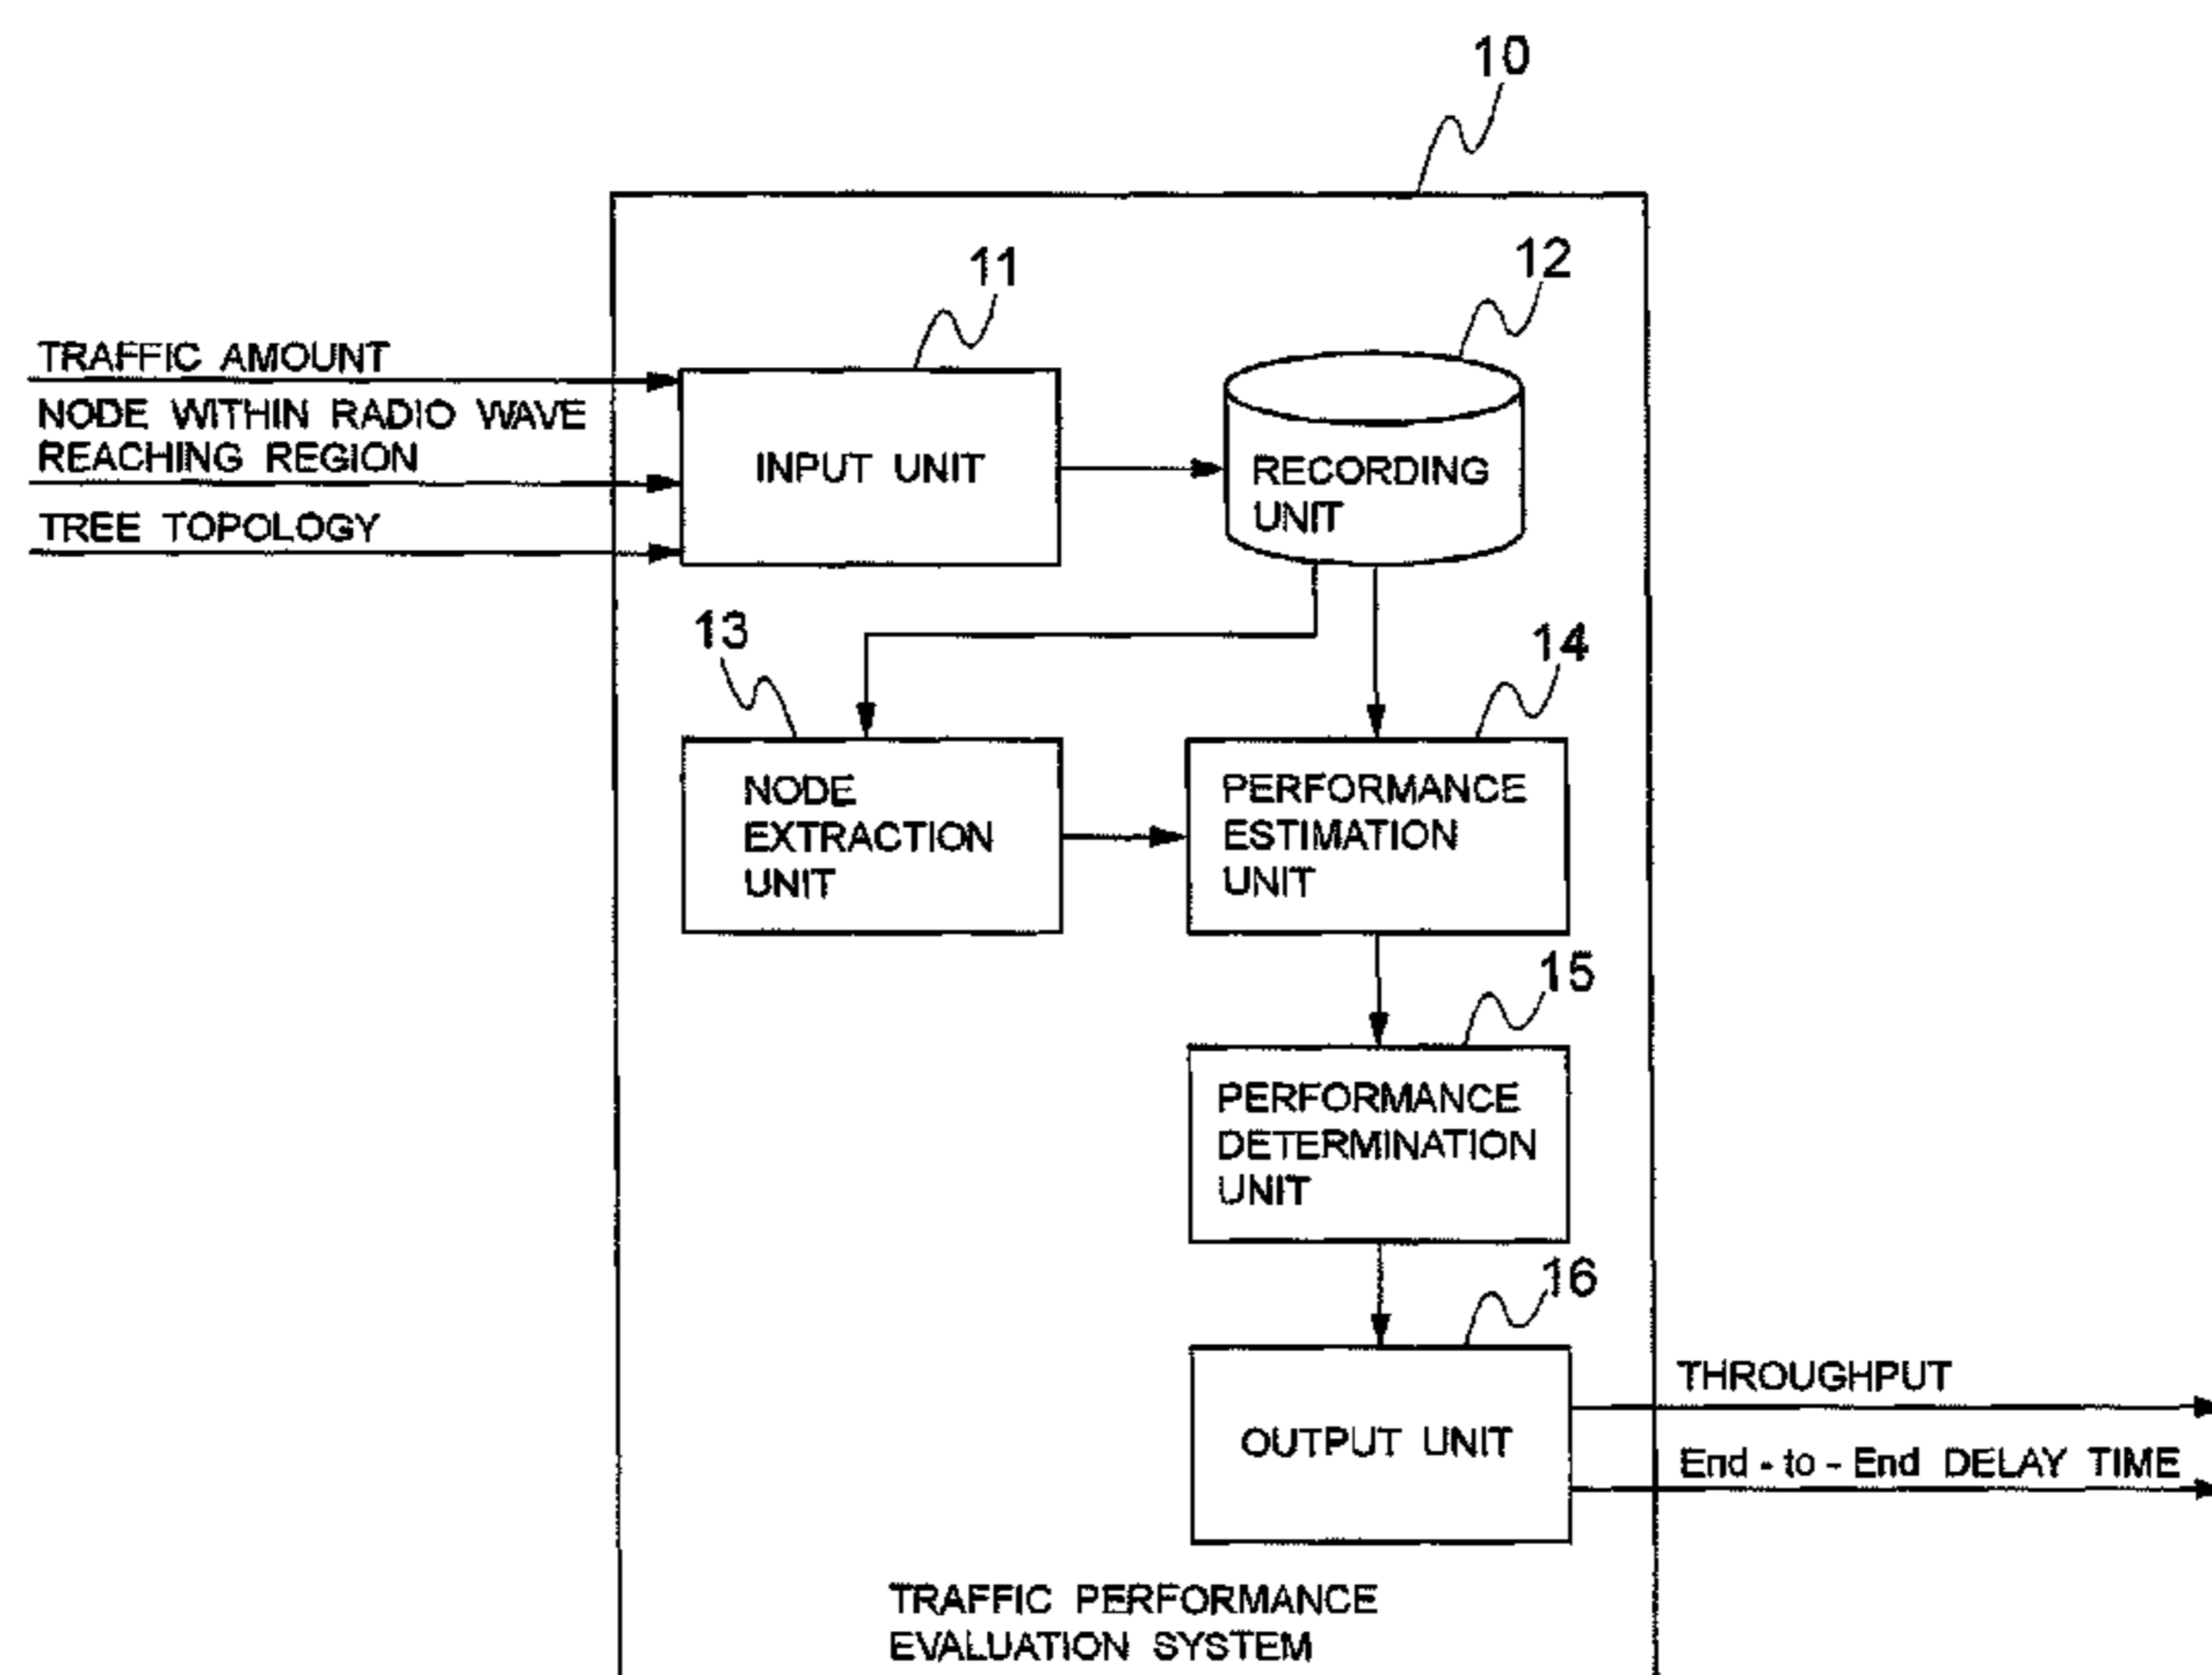 10
11
12
TRAFFIC AMOUNT
NODE WITHIN RADIO WAVE
REACHING REGION
TREE TOPOLOGY
INPUT UNIT
RECORDING
UNIT
13
14
NODE
EXTRACTION
UNIT
PERFORMANCE
ESTIMATION
UNIT
15
PERFORMANCE
DETERMINATION
UNIT
16
OUTPUT UNIT
THROUGHPUT
End - to - End DELAY TIME
TRAFFIC PERFORMANCE
EVALUATION SYSTEM